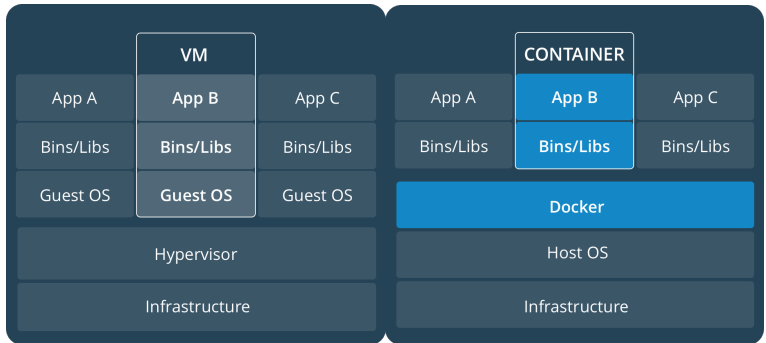 VM
App A App B App C
Bins/Libs Bins/Libs Bins/Libs
Guest OS Guest OS Guest OS
Hypervisor
Infrastructure
CONTAINER
App A App B App C
Bins/Libs Bins/Libs Bins/Libs
Docker
Host OS
Infrastructure